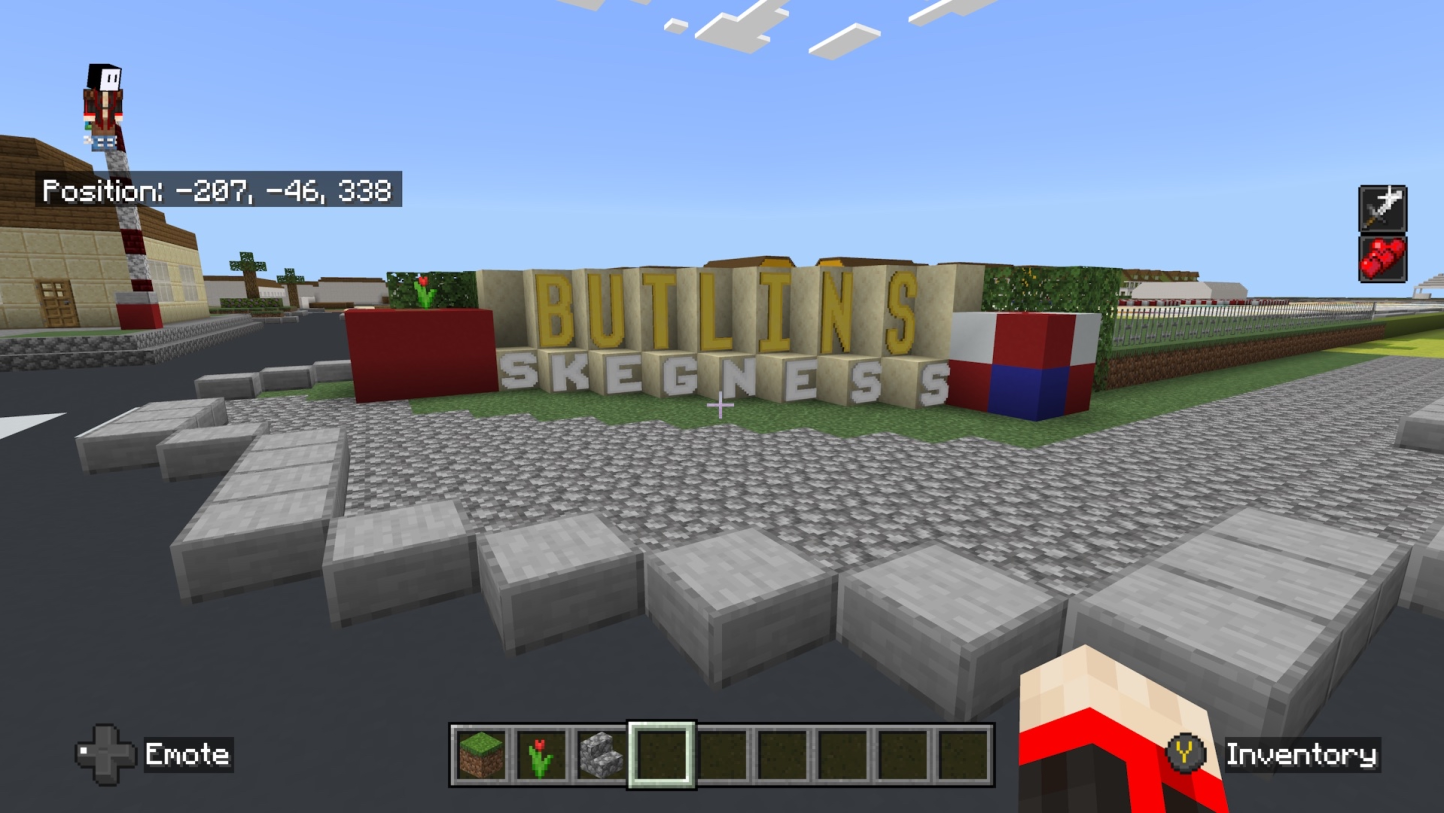 Position: -207, -46, 338
BUTLINS
SKEGNESS
Emote
Y
Inventory